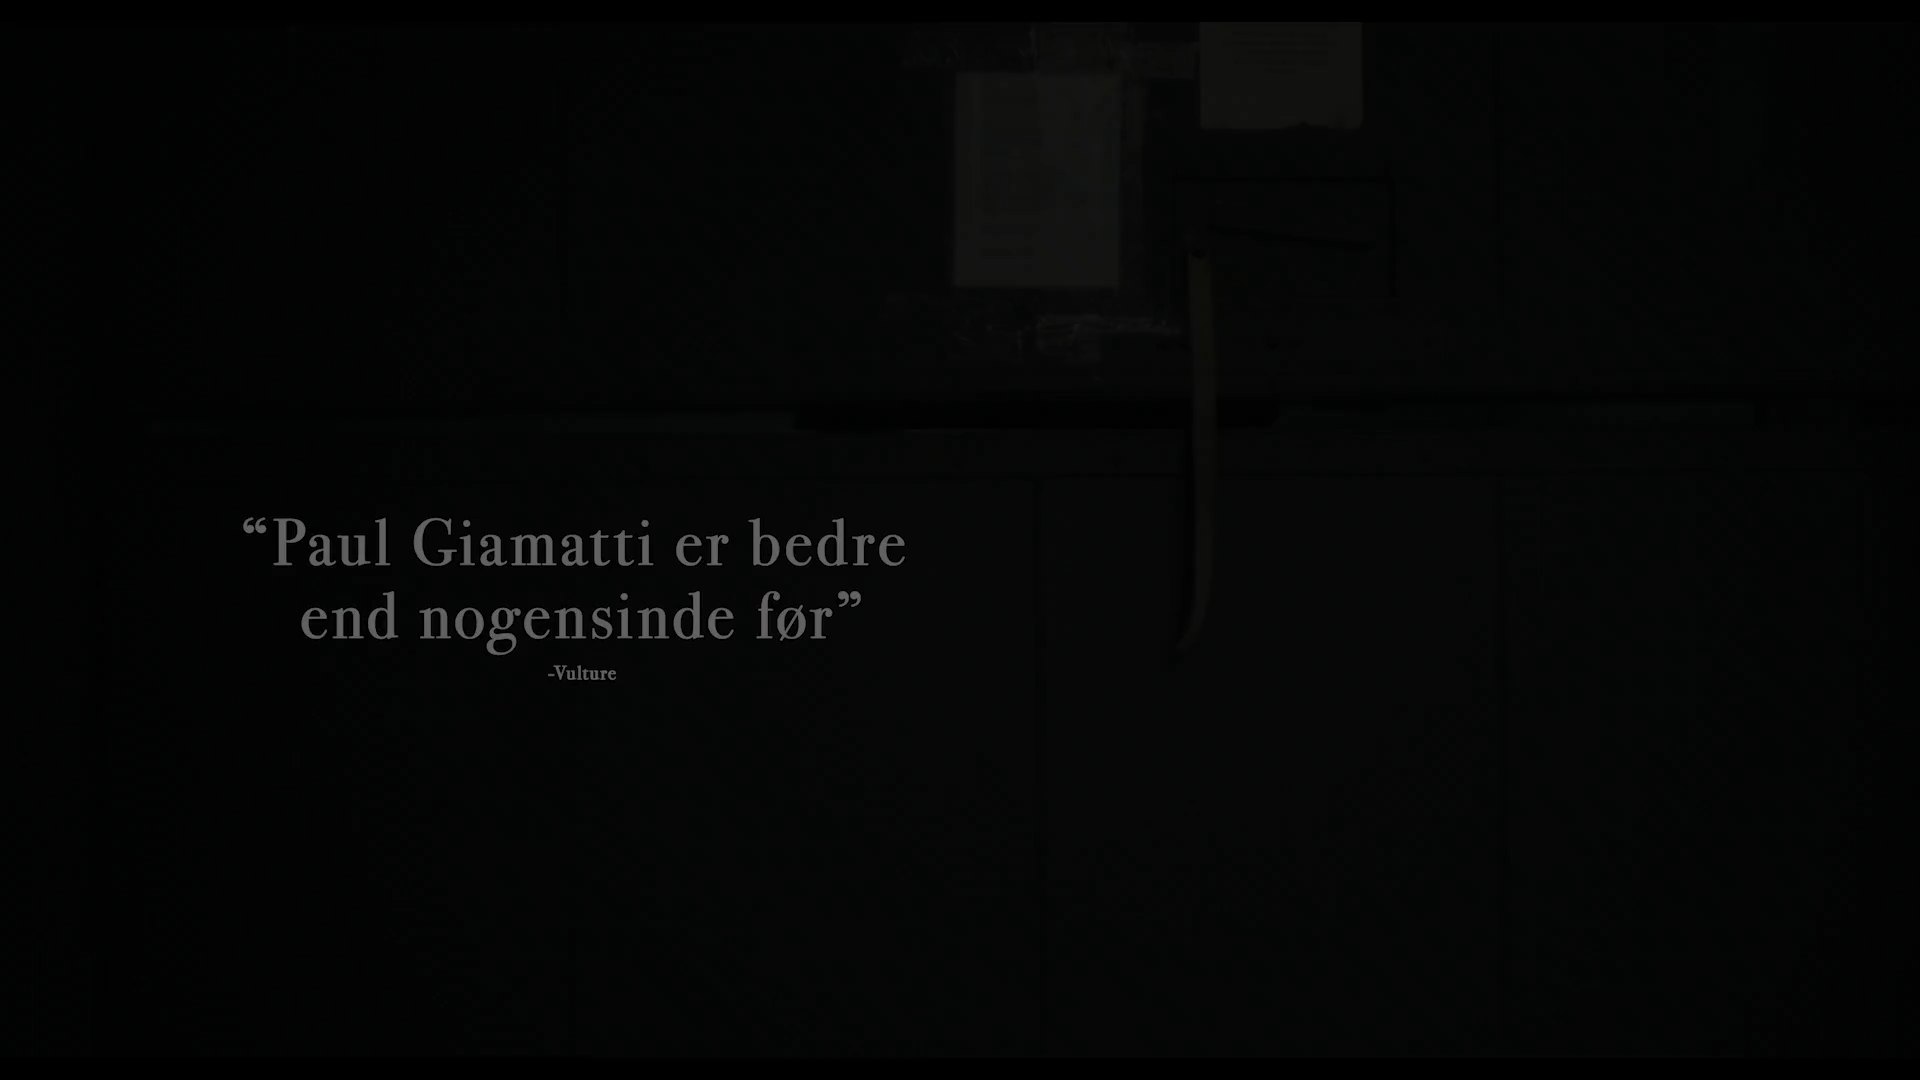 “Paul Giamatti er bedre
end nogensinde før”
-Vulture